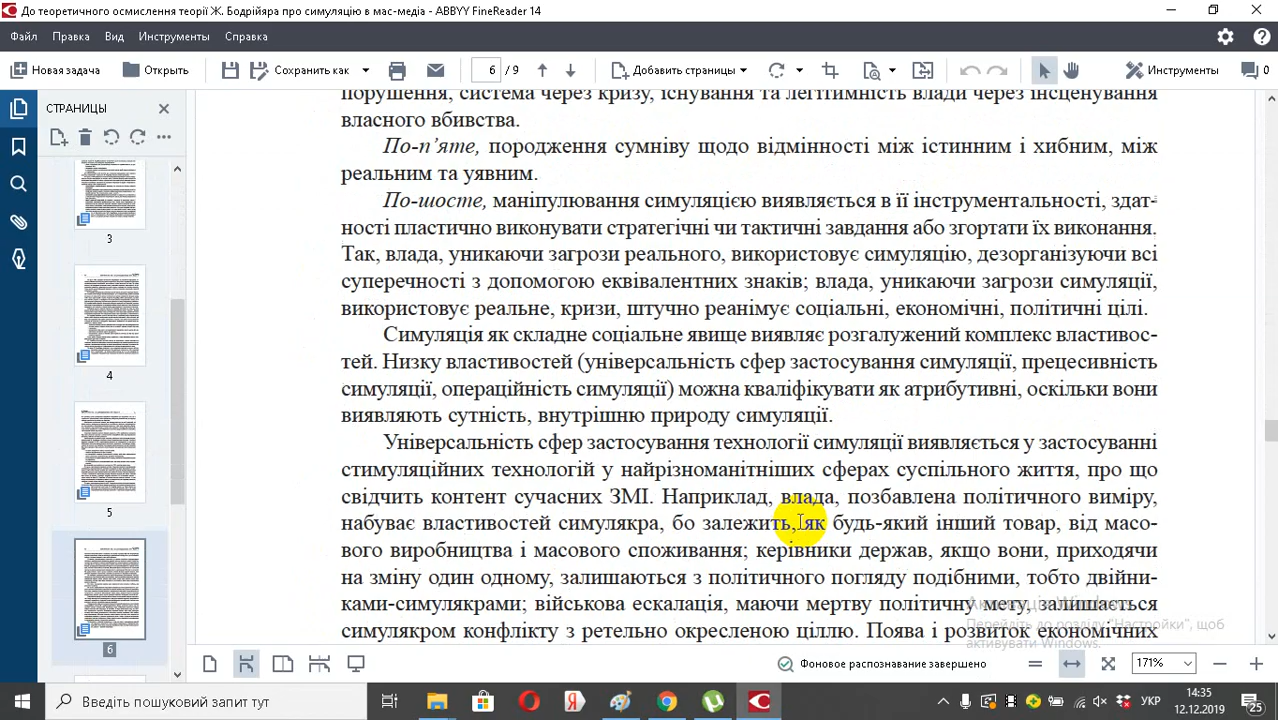 До теоретичного осмислення теорії Ж. Бодрійяра про симуляцію в мас-медіа - ABBYY FineReader 14
Файл Правка Вид Инструменты Справка
Новая задача Открыть Сохранить как 6 / 9 Добавить страницы Инструменты 0
СТРАНИЦЫ
3
4
5
6
порушення, система через кризу, існування та легітимність влади через інсценування
власного вбивства.
По-п’яте, породження сумніву щодо відмінності між істинним і хибним, між
реальним та уявним.
По-шосте, маніпулювання симуляцією виявляється в її інструментальності, здат-
ності пластично виконувати стратегічні чи тактичні завдання або згортати їх виконання.
Так, влада, уникаючи загрози реального, використовує симуляцію, дезорганізуючи всі
суперечності з допомогою еквівалентних знаків; влада, уникаючи загрози симуляції,
використовує реальне, кризи, штучно реанімує соціальні, економічні, політичні цілі.
Симуляція як складне соціальне явище виявляє розгалужений комплекс властивос-
тей. Низку властивостей (універсальність сфер застосування симуляції, прецесивність
симуляції, операційність симуляції) можна кваліфікувати як атрибутивні, оскільки вони
виявляють сутність, внутрішню природу симуляції.
Універсальність сфер застосування технології симуляції виявляється у застосуванні
стимуляційних технологій у найрізноманітніших сферах суспільного життя, про що
свідчить контент сучасних ЗМІ. Наприклад, влада, позбавлена політичного виміру,
набуває властивостей симулякра, бо залежить, як будь-який інший товар, від масо-
вого виробництва і масового споживання; керівники держав, якщо вони, приходячи
на зміну один одному, залишаються з політичного погляду подібними, тобто двійни-
ками-симулякрами; військова ескалація, маючи мертву політичну мету, залишається
симулякром конфлікту з ретельно окресленою ціллю. Поява і розвиток економічних
Активація Windows
Перейдіть до розділу "Настройки", щоб
активувати Windows.
Фоновое распознавание завершено 171%
Введіть пошуковий запит тут
УКР
14:35
12.12.2019
25